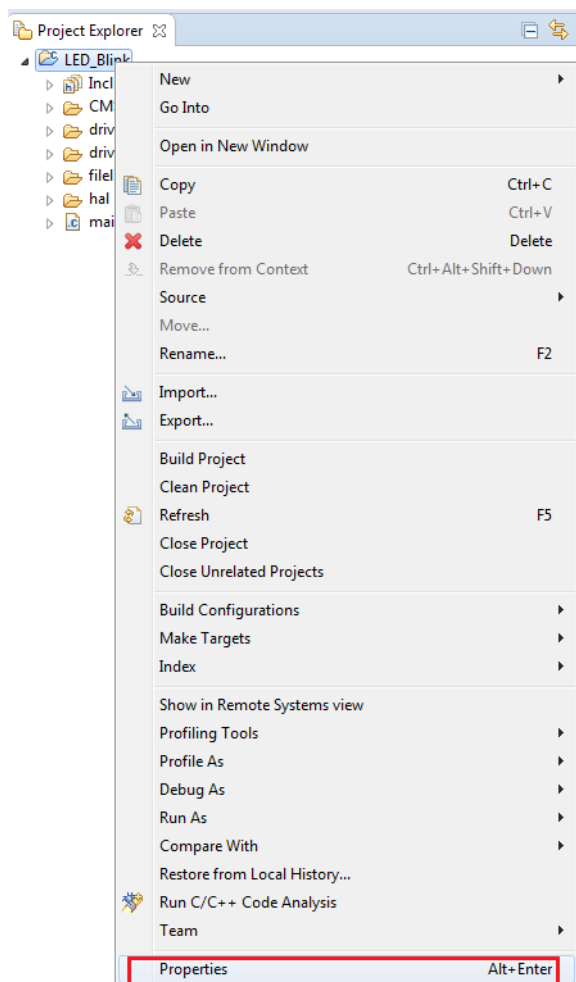 Project Explorer
LED_Blink
Incl
CM
driv
driv
filel
hal
mai
New
Go Into
Open in New Window
Copy Ctrl+C
Paste Ctrl+V
Delete Delete
Remove from Context Ctrl+Alt+Shift+Down
Source
Move...
Rename... F2
Import...
Export...
Build Project
Clean Project
Refresh F5
Close Project
Close Unrelated Projects
Build Configurations
Make Targets
Index
Show in Remote Systems view
Profiling Tools
Profile As
Debug As
Run As
Compare With
Restore from Local History...
Run C/C++ Code Analysis
Team
Properties Alt+Enter